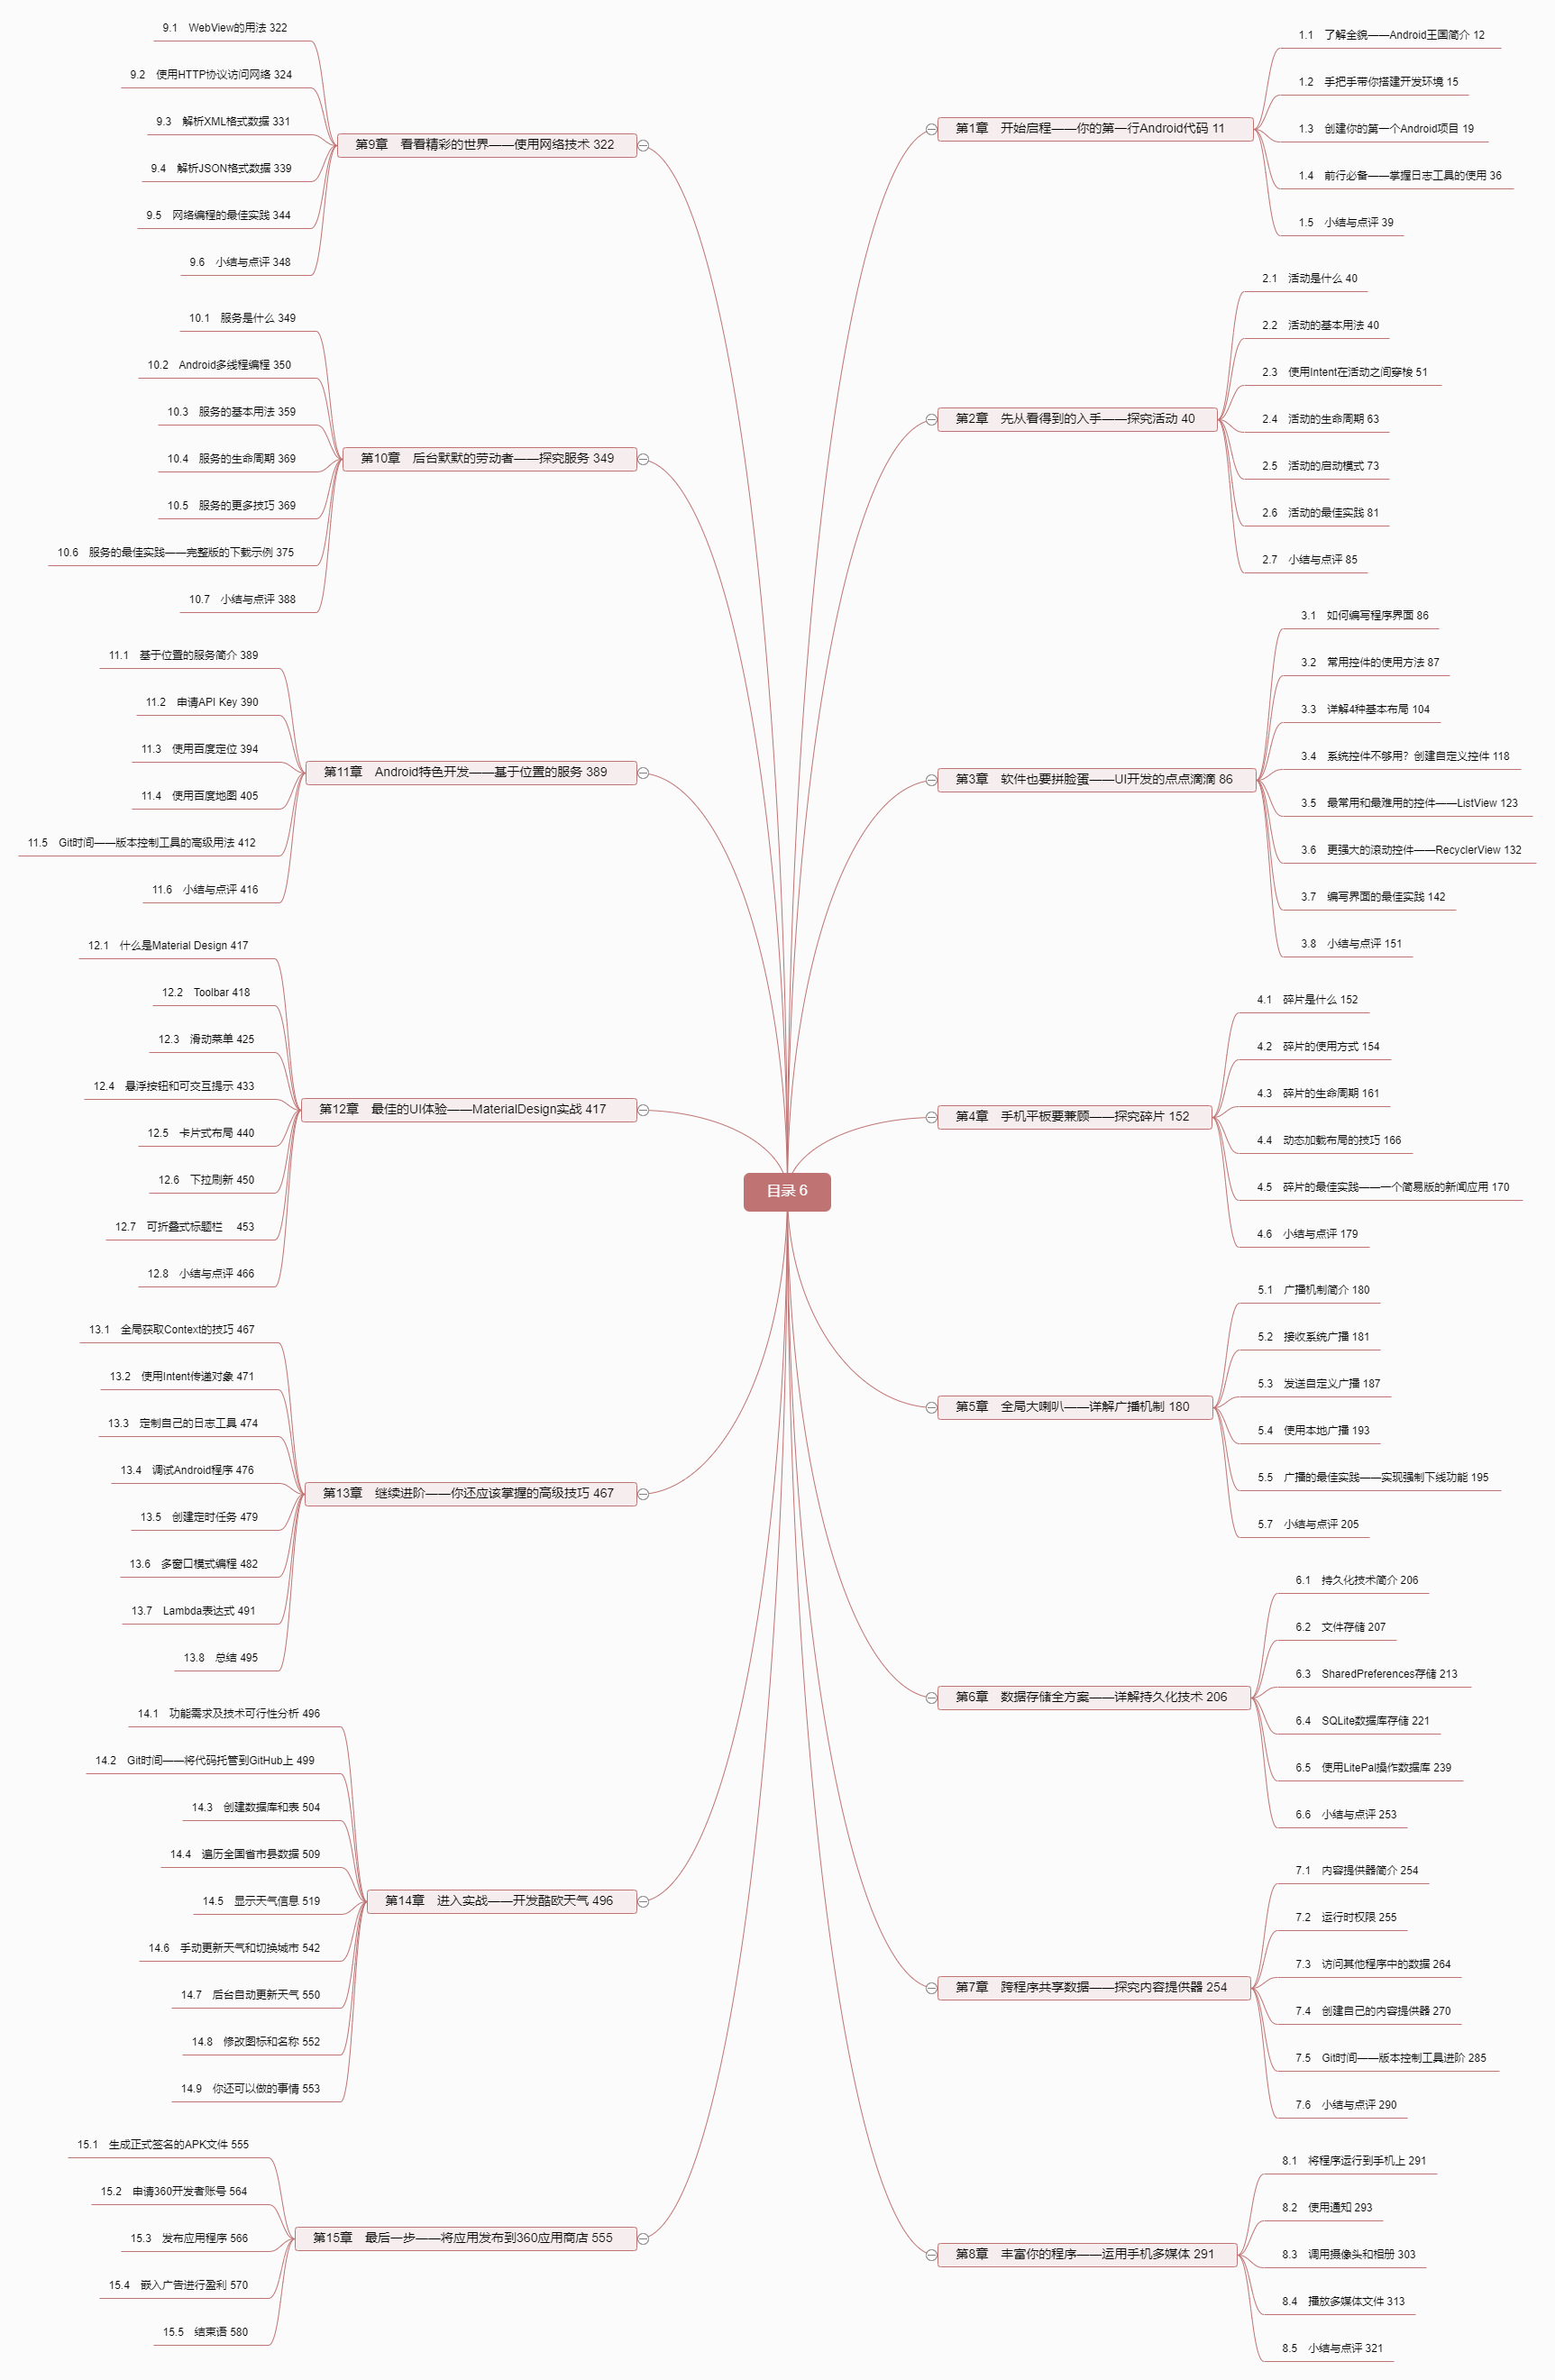 目录 6
第1章 开始启程——你的第一行Android代码 11
1.1 了解全貌——Android王国简介 12
1.2 手把手带你搭建开发环境 15
1.3 创建你的第一个Android项目 19
1.4 前行必备——掌握日志工具的使用 36
1.5 小结与点评 39
第2章 先从看得到的入手——探究活动 40
2.1 活动是什么 40
2.2 活动的基本用法 40
2.3 使用Intent在活动之间穿梭 51
2.4 活动的生命周期 63
2.5 活动的启动模式 73
2.6 活动的最佳实践 81
2.7 小结与点评 85
第3章 软件也要拼脸蛋——UI开发的点点滴滴 86
3.1 如何编写程序界面 86
3.2 常用控件的使用方法 87
3.3 详解4种基本布局 104
3.4 系统控件不够用？创建自定义控件 118
3.5 最常用和最难用的控件——ListView 123
3.6 更强大的滚动控件——RecyclerView 132
3.7 编写界面的最佳实践 142
3.8 小结与点评 151
第4章 手机平板要兼顾——探究碎片 152
4.1 碎片是什么 152
4.2 碎片的使用方式 154
4.3 碎片的生命周期 161
4.4 动态加载布局的技巧 166
4.5 碎片的最佳实践——一个简易版的新闻应用 170
4.6 小结与点评 179
第5章 全局大喇叭——详解广播机制 180
5.1 广播机制简介 180
5.2 接收系统广播 181
5.3 发送自定义广播 187
5.4 使用本地广播 193
5.5 广播的最佳实践——实现强制下线功能 195
5.7 小结与点评 205
第6章 数据存储全方案——详解持久化技术 206
6.1 持久化技术简介 206
6.2 文件存储 207
6.3 SharedPreferences存储 213
6.4 SQLite数据库存储 221
6.5 使用LitePal操作数据库 239
6.6 小结与点评 253
第7章 跨程序共享数据——探究内容提供器 254
7.1 内容提供器简介 254
7.2 运行时权限 255
7.3 访问其他程序中的数据 264
7.4 创建自己的内容提供器 270
7.5 Git时间——版本控制工具进阶 285
7.6 小结与点评 290
第8章 丰富你的程序——运用手机多媒体 291
8.1 将程序运行到手机上 291
8.2 使用通知 293
8.3 调用摄像头和相册 303
8.4 播放多媒体文件 313
8.5 小结与点评 321
第9章 看看精彩的世界——使用网络技术 322
9.1 WebView的用法 322
9.2 使用HTTP协议访问网络 324
9.3 解析XML格式数据 331
9.4 解析JSON格式数据 339
9.5 网络编程的最佳实践 344
9.6 小结与点评 348
第10章 后台默默的劳动者——探究服务 349
10.1 服务是什么 349
10.2 Android多线程编程 350
10.3 服务的基本用法 359
10.4 服务的生命周期 369
10.5 服务的更多技巧 369
10.6 服务的最佳实践——完整版的下载示例 375
10.7 小结与点评 388
第11章 Android特色开发——基于位置的服务 389
11.1 基于位置的服务简介 389
11.2 申请API Key 390
11.3 使用百度定位 394
11.4 使用百度地图 405
11.5 Git时间——版本控制工具的高级用法 412
11.6 小结与点评 416
第12章 最佳的UI体验——MaterialDesign实战 417
12.1 什么是Material Design 417
12.2 Toolbar 418
12.3 滑动菜单 425
12.4 悬浮按钮和可交互提示 433
12.5 卡片式布局 440
12.6 下拉刷新 450
12.7 可折叠式标题栏 453
12.8 小结与点评 466
第13章 继续进阶——你还应该掌握的高级技巧 467
13.1 全局获取Context的技巧 467
13.2 使用Intent传递对象 471
13.3 定制自己的日志工具 474
13.4 调试Android程序 476
13.5 创建定时任务 479
13.6 多窗口模式编程 482
13.7 Lambda表达式 491
13.8 总结 495
第14章 进入实战——开发酷欧天气 496
14.1 功能需求及技术可行性分析 496
14.2 Git时间——将代码托管到GitHub上 499
14.3 创建数据库和表 504
14.4 遍历全国省市县数据 509
14.5 显示天气信息 519
14.6 手动更新天气和切换城市 542
14.7 后台自动更新天气 550
14.8 修改图标和名称 552
14.9 你还可以做的事情 553
第15章 最后一步——将应用发布到360应用商店 555
15.1 生成正式签名的APK文件 555
15.2 申请360开发者账号 564
15.3 发布应用程序 566
15.4 嵌入广告进行盈利 570
15.5 结束语 580